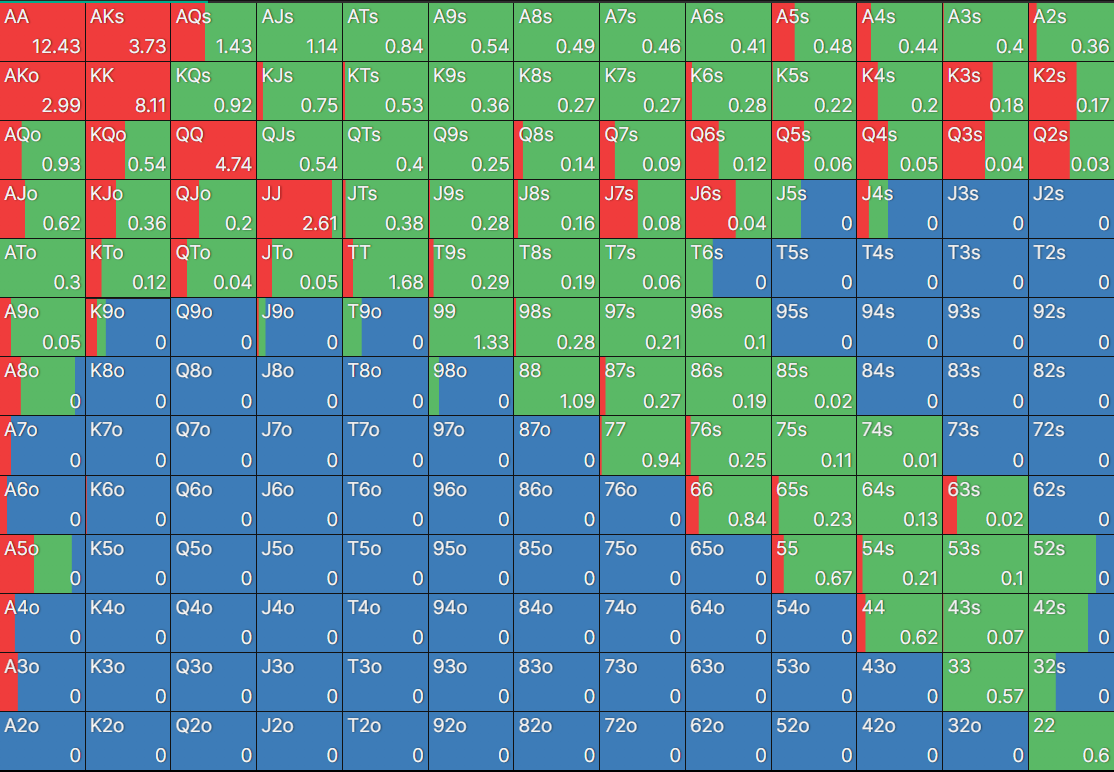 AA AKs AQs AJs ATs A9s A8s A7s A6s A5s A4s A3s A2s
12.43 3.73 1.43 1.14 0.84 0.54 0.49 0.46 0.41 0.48 0.44 0.4 0.36
AKo KK KQs KJs KTs K9s K8s K7s K6s K5s K4s K3s K2s
2.99 8.11 0.92 0.75 0.53 0.36 0.27 0.27 0.28 0.22 0.2 0.18 0.17
AQo KQo QQ QJs QTs Q9s Q8s Q7s Q6s Q5s Q4s Q3s Q2s
0.93 0.54 4.74 0.54 0.4 0.25 0.14 0.09 0.12 0.06 0.05 0.04 0.03
AJo KJo QJo JJ JTs J9s J8s J7s J6s J5s J4s J3s J2s
0.62 0.36 0.2 2.61 0.38 0.28 0.16 0.08 0.04 0 0 0 0
ATo KTo QTo JTo TT T9s T8s T7s T6s T5s T4s T3s T2s
0.3 0.12 0.04 0.05 1.68 0.29 0.19 0.06 0 0 0 0 0
A9o K9o Q9o J9o T9o 99 98s 97s 96s 95s 94s 93s 92s
0.05 0 0 0 0 1.33 0.28 0.21 0.1 0 0 0 0
A8o K8o Q8o J8o T8o 98o 88 87s 86s 85s 84s 83s 82s
0 0 0 0 0 0 1.09 0.27 0.19 0.02 0 0 0
A7o K7o Q7o J7o T7o 97o 87o 77 76s 75s 74s 73s 72s
0 0 0 0 0 0 0 0.94 0.25 0.11 0.01 0 0
A6o K6o Q6o J6o T6o 96o 86o 76o 66 65s 64s 63s 62s
0 0 0 0 0 0 0 0 0.84 0.23 0.13 0.02 0
A5o K5o Q5o J5o T5o 95o 85o 75o 65o 55 54s 53s 52s
0 0 0 0 0 0 0 0 0 0.67 0.21 0.1 0
A4o K4o Q4o J4o T4o 94o 84o 74o 64o 54o 44 43s 42s
0 0 0 0 0 0 0 0 0 0 0.62 0.07 0
A3o K3o Q3o J3o T3o 93o 83o 73o 63o 53o 43o 33 32s
0 0 0 0 0 0 0 0 0 0 0 0.57 0
A2o K2o Q2o J2o T2o 92o 82o 72o 62o 52o 42o 32o 22
0 0 0 0 0 0 0 0 0 0 0 0 0.6